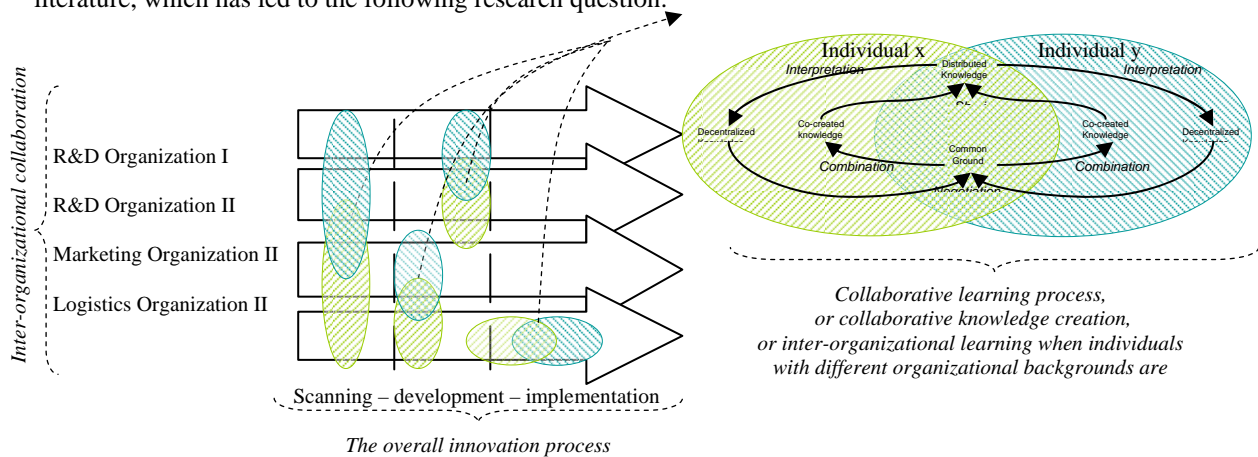 literature, which has led to the following research question:
Inter-organizational collaboration
R&D Organization I
R&D Organization II
Marketing Organization II
Logistics Organization II
Scanning – development – implementation
The overall innovation process
Individual x
Individual y
Interpretation
Distributed
Knowledge
Interpretation
Decentralized
Co-created
knowledge
Co-created
Knowledge
Decentralized
Common
Ground
Combination
Combination
Negotiation
Collaborative learning process,
or collaborative knowledge creation,
or inter-organizational learning when individuals
with different organizational backgrounds are